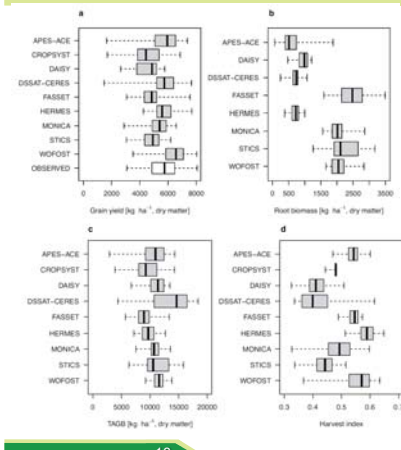 a
APES-ACE
CROPSYST
DAISY
DSSAT-CERES
FASSET
HERMES
MONICA
STICS
WOFOST
OBSERVED
0 2000 4000 6000 8000
Grain yield [kg ha⁻¹, dry matter]
b
APES-ACE
DAISY
DSSAT-CERES
FASSET
HERMES
MONICA
STICS
WOFOST
0 500 1500 2500 3500
Root biomass [kg ha⁻¹, dry matter]
c
APES-ACE
CROPSYST
DAISY
DSSAT-CERES
FASSET
HERMES
MONICA
STICS
WOFOST
0 5000 10000 15000 20000
TAGB [kg ha⁻¹, dry matter]
d
APES-ACE
CROPSYST
DAISY
DSSAT-CERES
FASSET
HERMES
MONICA
STICS
WOFOST
0.3 0.4 0.5 0.6 0.7
Harvest index